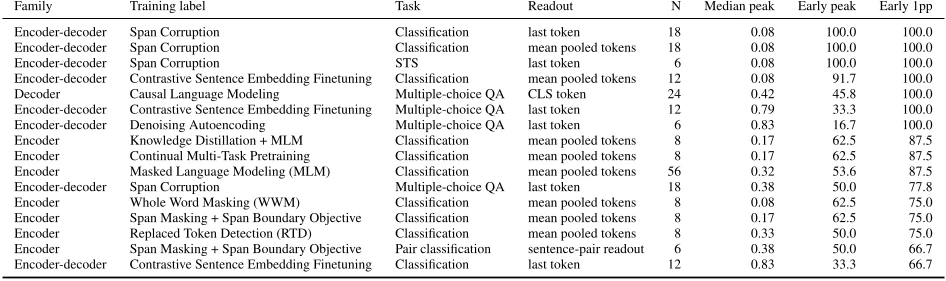 Family Training label Task Readout N Median peak Early peak Early 1pp
Encoder-decoder Span Corruption Classification last token 18 0.08 100.0 100.0
Encoder-decoder Span Corruption Classification mean pooled tokens 18 0.08 100.0 100.0
Encoder-decoder Span Corruption STS last token 6 0.08 100.0 100.0
Encoder-decoder Contrastive Sentence Embedding Finetuning Classification mean pooled tokens 12 0.08 91.7 100.0
Decoder Causal Language Modeling Multiple-choice QA CLS token 24 0.42 45.8 100.0
Encoder-decoder Contrastive Sentence Embedding Finetuning Multiple-choice QA last token 12 0.79 33.3 100.0
Encoder-decoder Denoising Autoencoding Multiple-choice QA last token 6 0.83 16.7 100.0
Encoder Knowledge Distillation + MLM Classification mean pooled tokens 8 0.17 62.5 87.5
Encoder Continual Multi-Task Pretraining Classification mean pooled tokens 8 0.17 62.5 87.5
Encoder Masked Language Modeling (MLM) Classification mean pooled tokens 56 0.32 53.6 87.5
Encoder-decoder Span Corruption Multiple-choice QA last token 18 0.38 50.0 77.8
Encoder Whole Word Masking (WWM) Classification mean pooled tokens 8 0.08 62.5 75.0
Encoder Span Masking + Span Boundary Objective Classification mean pooled tokens 8 0.17 62.5 75.0
Encoder Replaced Token Detection (RTD) Classification mean pooled tokens 8 0.33 50.0 75.0
Encoder Span Masking + Span Boundary Objective Pair classification sentence-pair readout 6 0.38 50.0 66.7
Encoder-decoder Contrastive Sentence Embedding Finetuning Classification last token 12 0.83 33.3 66.7